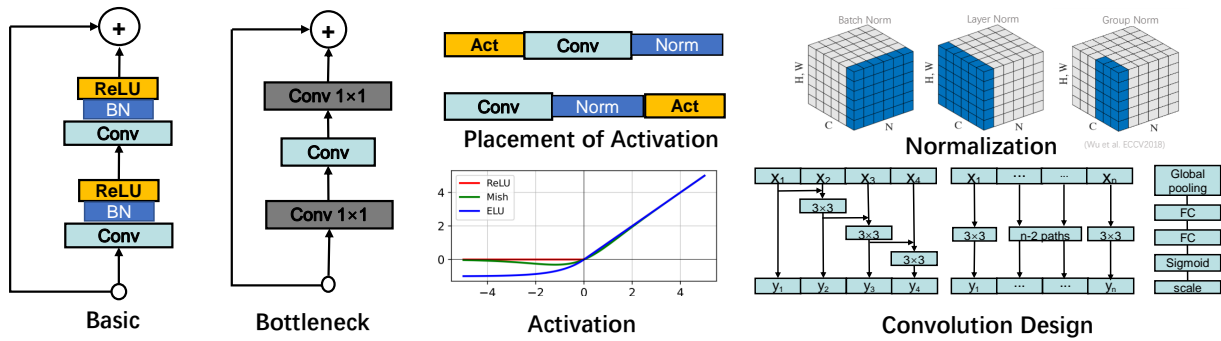 +
ReLU
BN
Conv
ReLU
BN
Conv
Basic
+
Conv 1×1
Conv
Conv 1×1
Bottleneck
Act Conv Norm
Conv Norm Act
Placement of Activation
ReLU
Mish
ELU
4
2
0
−4 −2 0 2 4
Activation
Batch Norm Layer Norm Group Norm
H, W H, W H, W
C N C N C N
(Wu et al. ECCV2018)
Normalization
x1 x2 x3 x4
3×3
3×3
3×3
y1 y2 y3 y4
x1 ... ... xn
3×3 n-2 paths 3×3
y1 ... ... yn
Global
pooling
FC
FC
Sigmoid
scale
Convolution Design